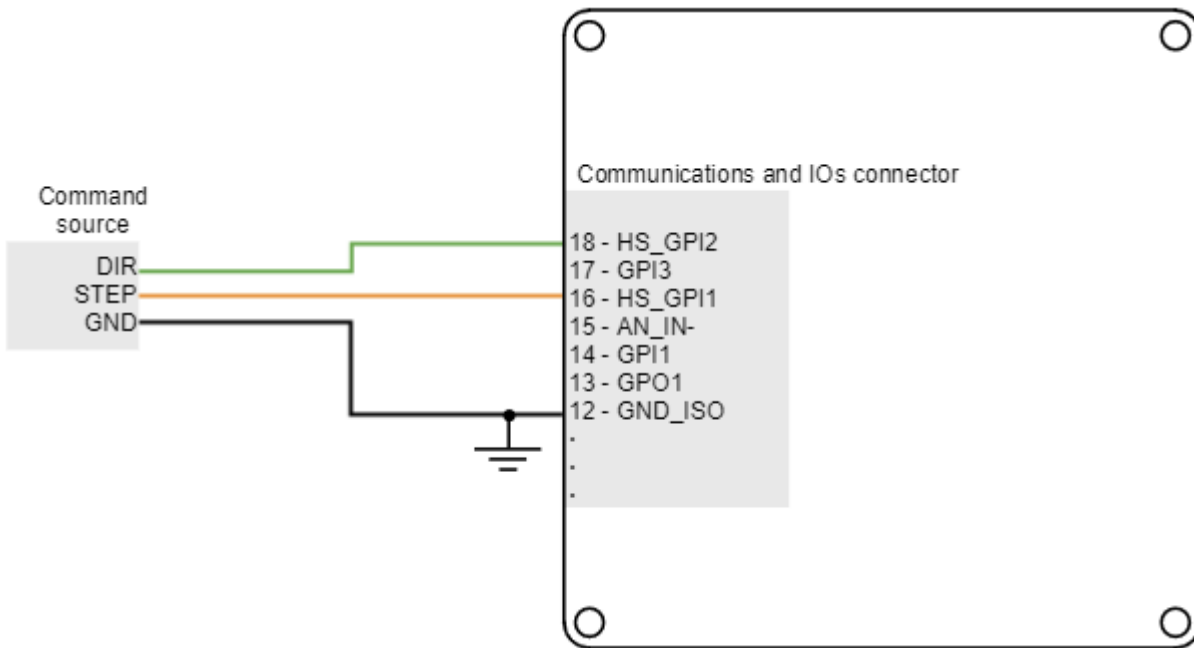 Communications and IOs connector
Command
source
DIR
STEP
GND
18 - HS_GPI2
17 - GPI3
16 - HS_GPI1
15 - AN_IN-
14 - GPI1
13 - GPO1
12 - GND_ISO
.
.
.